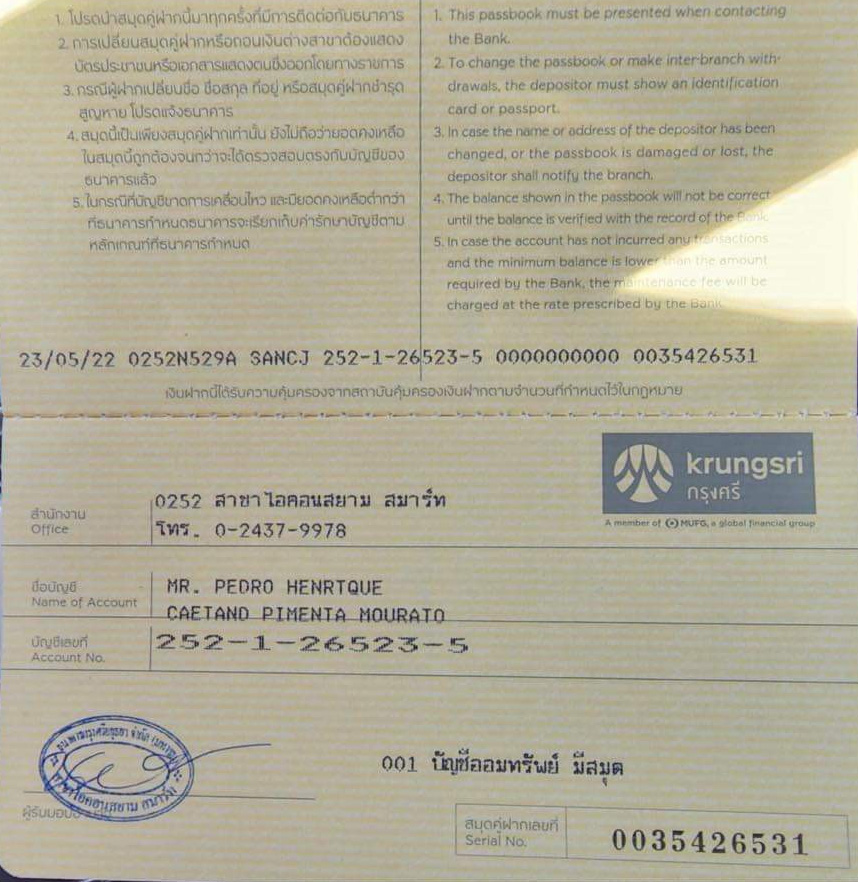 1. โปรดนำสมุดคู่ฝากนี้มาทุกครั้งที่มีการติดต่อกับธนาคาร
2. การเปลี่ยนสมุดคู่ฝากหรือถอนเงินต่างสาขาต้องแสดง
บัตรประชาชนหรือเอกสารแสดงตนซึ่งออกโดยทางราชการ
3. กรณีผู้ฝากเปลี่ยนชื่อ ชื่อสกุล ที่อยู่ หรือสมุดคู่ฝากชำรุด
สูญหาย โปรดแจ้งธนาคาร
4. สมุดนี้เป็นเพียงสมุดคู่ฝากเท่านั้น ยังไม่ถือว่ายอดคงเหลือ
ในสมุดนี้ถูกต้องจนกว่าจะได้ตรวจสอบตรงกับบัญชีของ
ธนาคารแล้ว
5. ในกรณีที่บัญชีขาดการเคลื่อนไหว และมียอดคงเหลือต่ำกว่า
ที่ธนาคารกำหนดธนาคารจะเรียกเก็บค่ารักษาบัญชีตาม
หลักเกณฑ์ที่ธนาคารกำหนด
1. This passbook must be presented when contacting
the Bank.
2. To change the passbook or make inter-branch with-
drawals, the depositor must show an identification
card or passport.
3. In case the name or address of the depositor has been
changed, or the passbook is damaged or lost, the
depositor shall notify the branch.
4. The balance shown in the passbook will not be correct
until the balance is verified with the record of the Bank.
5. In case the account has not incurred any transactions
and the minimum balance is lower than the amount
required by the Bank, the maintenance fee will be
charged at the rate prescribed by the Bank.
23/05/22 0252N529A SANCJ 252-1-26523-5 0000000000 0035426531
เงินฝากนี้ได้รับความคุ้มครองจากสถาบันคุ้มครองเงินฝากตามจำนวนที่กำหนดไว้ในกฎหมาย
krungsri
กรุงศรี
A member of MUFG, a global financial group
สำนักงาน
Office
0252 สาขาไอคอนสยาม สมาร์ท
โทร. 0-2437-9978
ชื่อบัญชี
Name of Account
MR. PEDRO HENRTQUE
CAETAND PIMENTA MOURATO
บัญชีเลขที่
Account No.
252-1-26523-5
001 บัญชีออมทรัพย์ มีสมุด
ไอคอนสยาม สมาร์ท
สมุดคู่ฝากเลขที่
Serial No.
0035426531